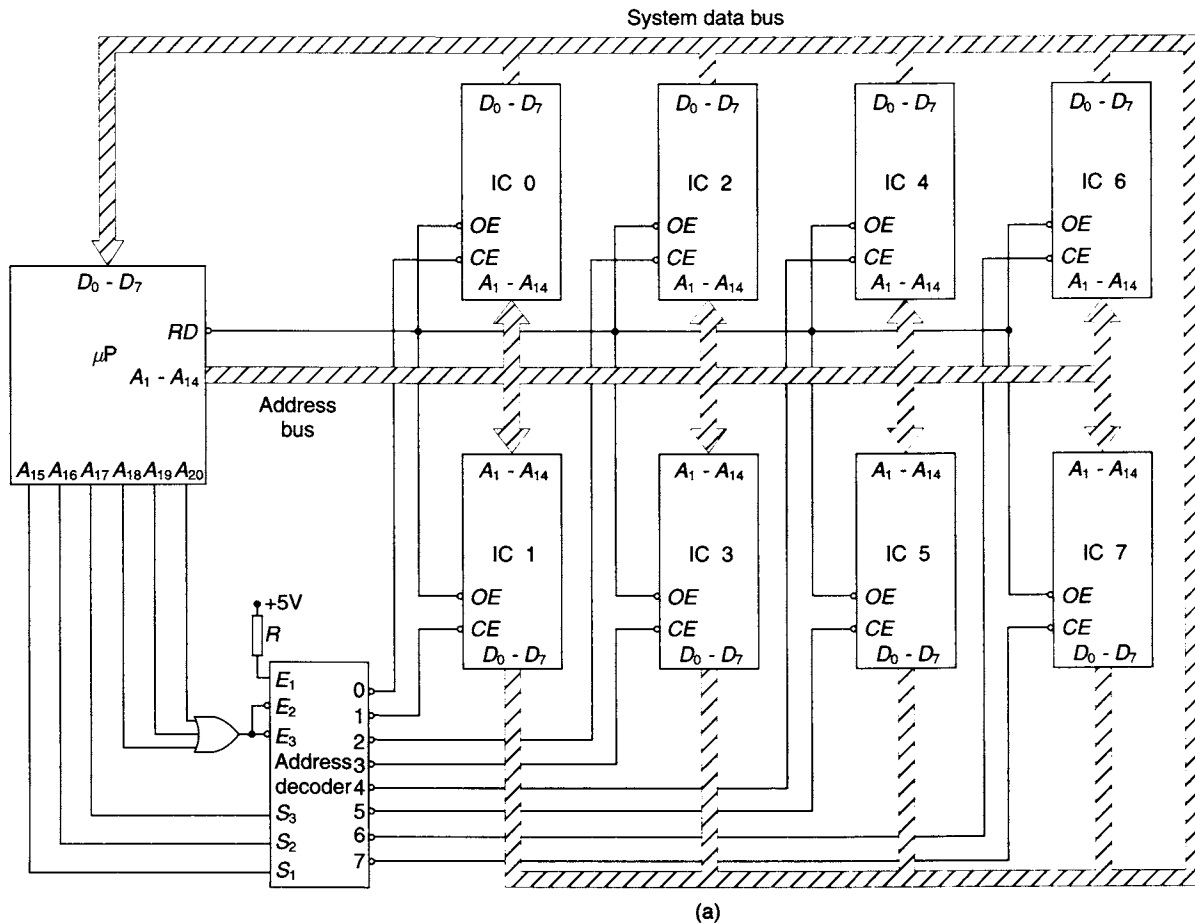 System data bus
D₀ - D₇
D₀ - D₇
D₀ - D₇
D₀ - D₇
IC 0
IC 2
IC 4
IC 6
OE
OE
OE
OE
CE
CE
CE
CE
A₁ - A₁₄
A₁ - A₁₄
A₁ - A₁₄
A₁ - A₁₄
D₀ - D₇
RD
μP
A₁ - A₁₄
Address
bus
A₁₅ A₁₆ A₁₇ A₁₈ A₁₉ A₂₀
A₁ - A₁₄
A₁ - A₁₄
A₁ - A₁₄
A₁ - A₁₄
IC 1
IC 3
IC 5
IC 7
OE
OE
OE
OE
CE
CE
CE
CE
D₀ - D₇
D₀ - D₇
D₀ - D₇
D₀ - D₇
+5V
R
E₁
E₂
E₃
Address
decoder
S₃
S₂
S₁
0
1
2
3
4
5
6
7
(a)